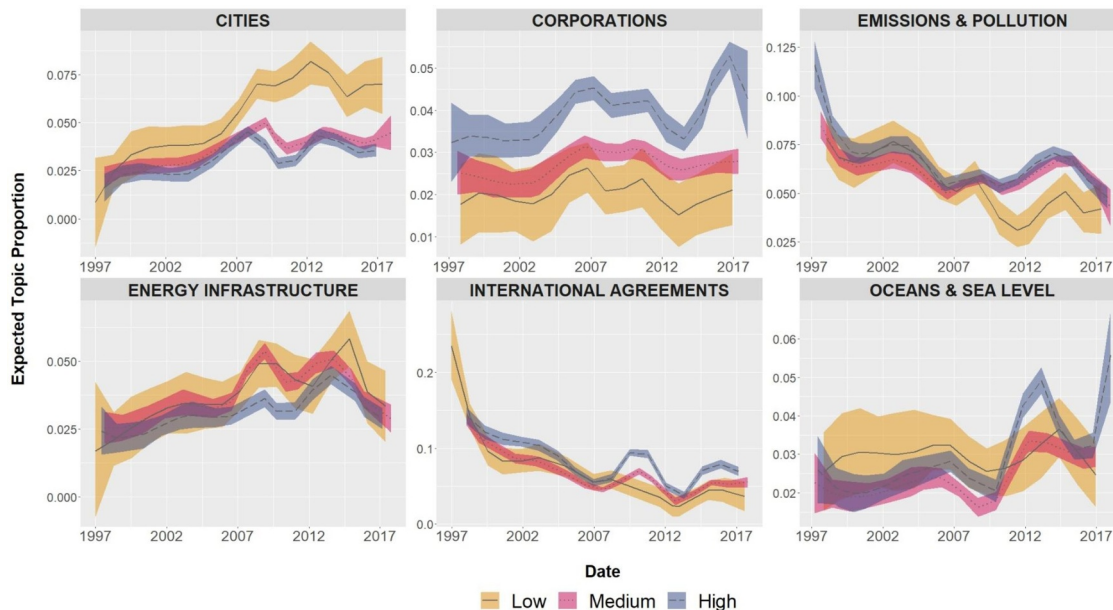 CITIES
CORPORATIONS
EMISSIONS & POLLUTION
0.075
0.050
0.025
0.000
0.05
0.04
0.03
0.02
0.01
0.125
0.100
0.075
0.050
0.025
1997 2002 2007 2012 2017
1997 2002 2007 2012 2017
1997 2002 2007 2012 2017
ENERGY INFRASTRUCTURE
INTERNATIONAL AGREEMENTS
OCEANS & SEA LEVEL
0.050
0.025
0.000
0.2
0.1
0.0
0.06
0.05
0.04
0.03
0.02
1997 2002 2007 2012 2017
1997 2002 2007 2012 2017
1997 2002 2007 2012 2017
Expected Topic Proportion
Date
Low Medium High